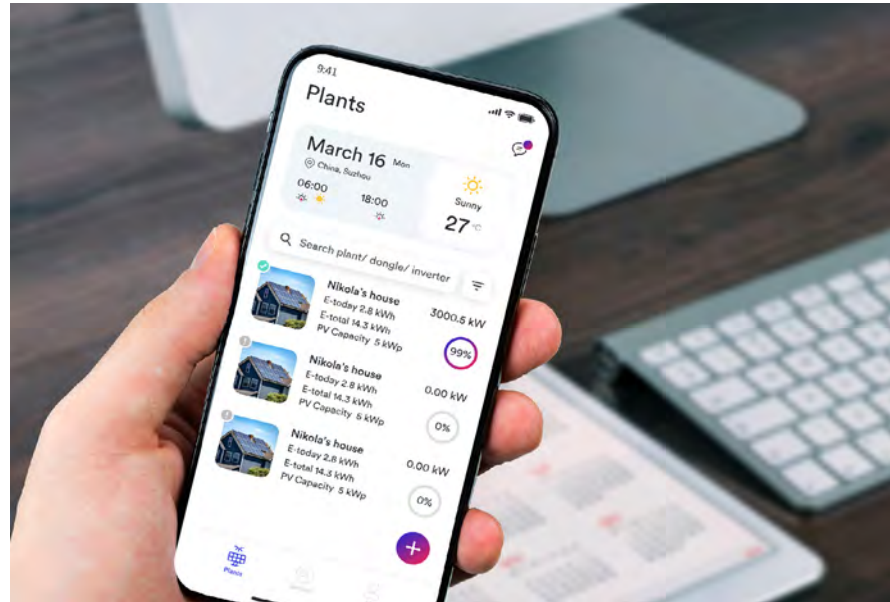 9:41
Plants
March 16 Mon
China, Suzhou
06:00 18:00
Sunny
27 °C
Search plant/ dongle/ inverter
Nikola's house
E-today 2.8 kWh
E-total 14.3 kWh
PV Capacity 5 kWp
3000.5 kW
99%
Nikola's house
E-today 2.8 kWh
E-total 14.3 kWh
PV Capacity 5 kWp
0.00 kW
0%
Nikola's house
E-today 2.8 kWh
E-total 14.3 kWh
PV Capacity 5 kWp
0.00 kW
0%
+
Plants